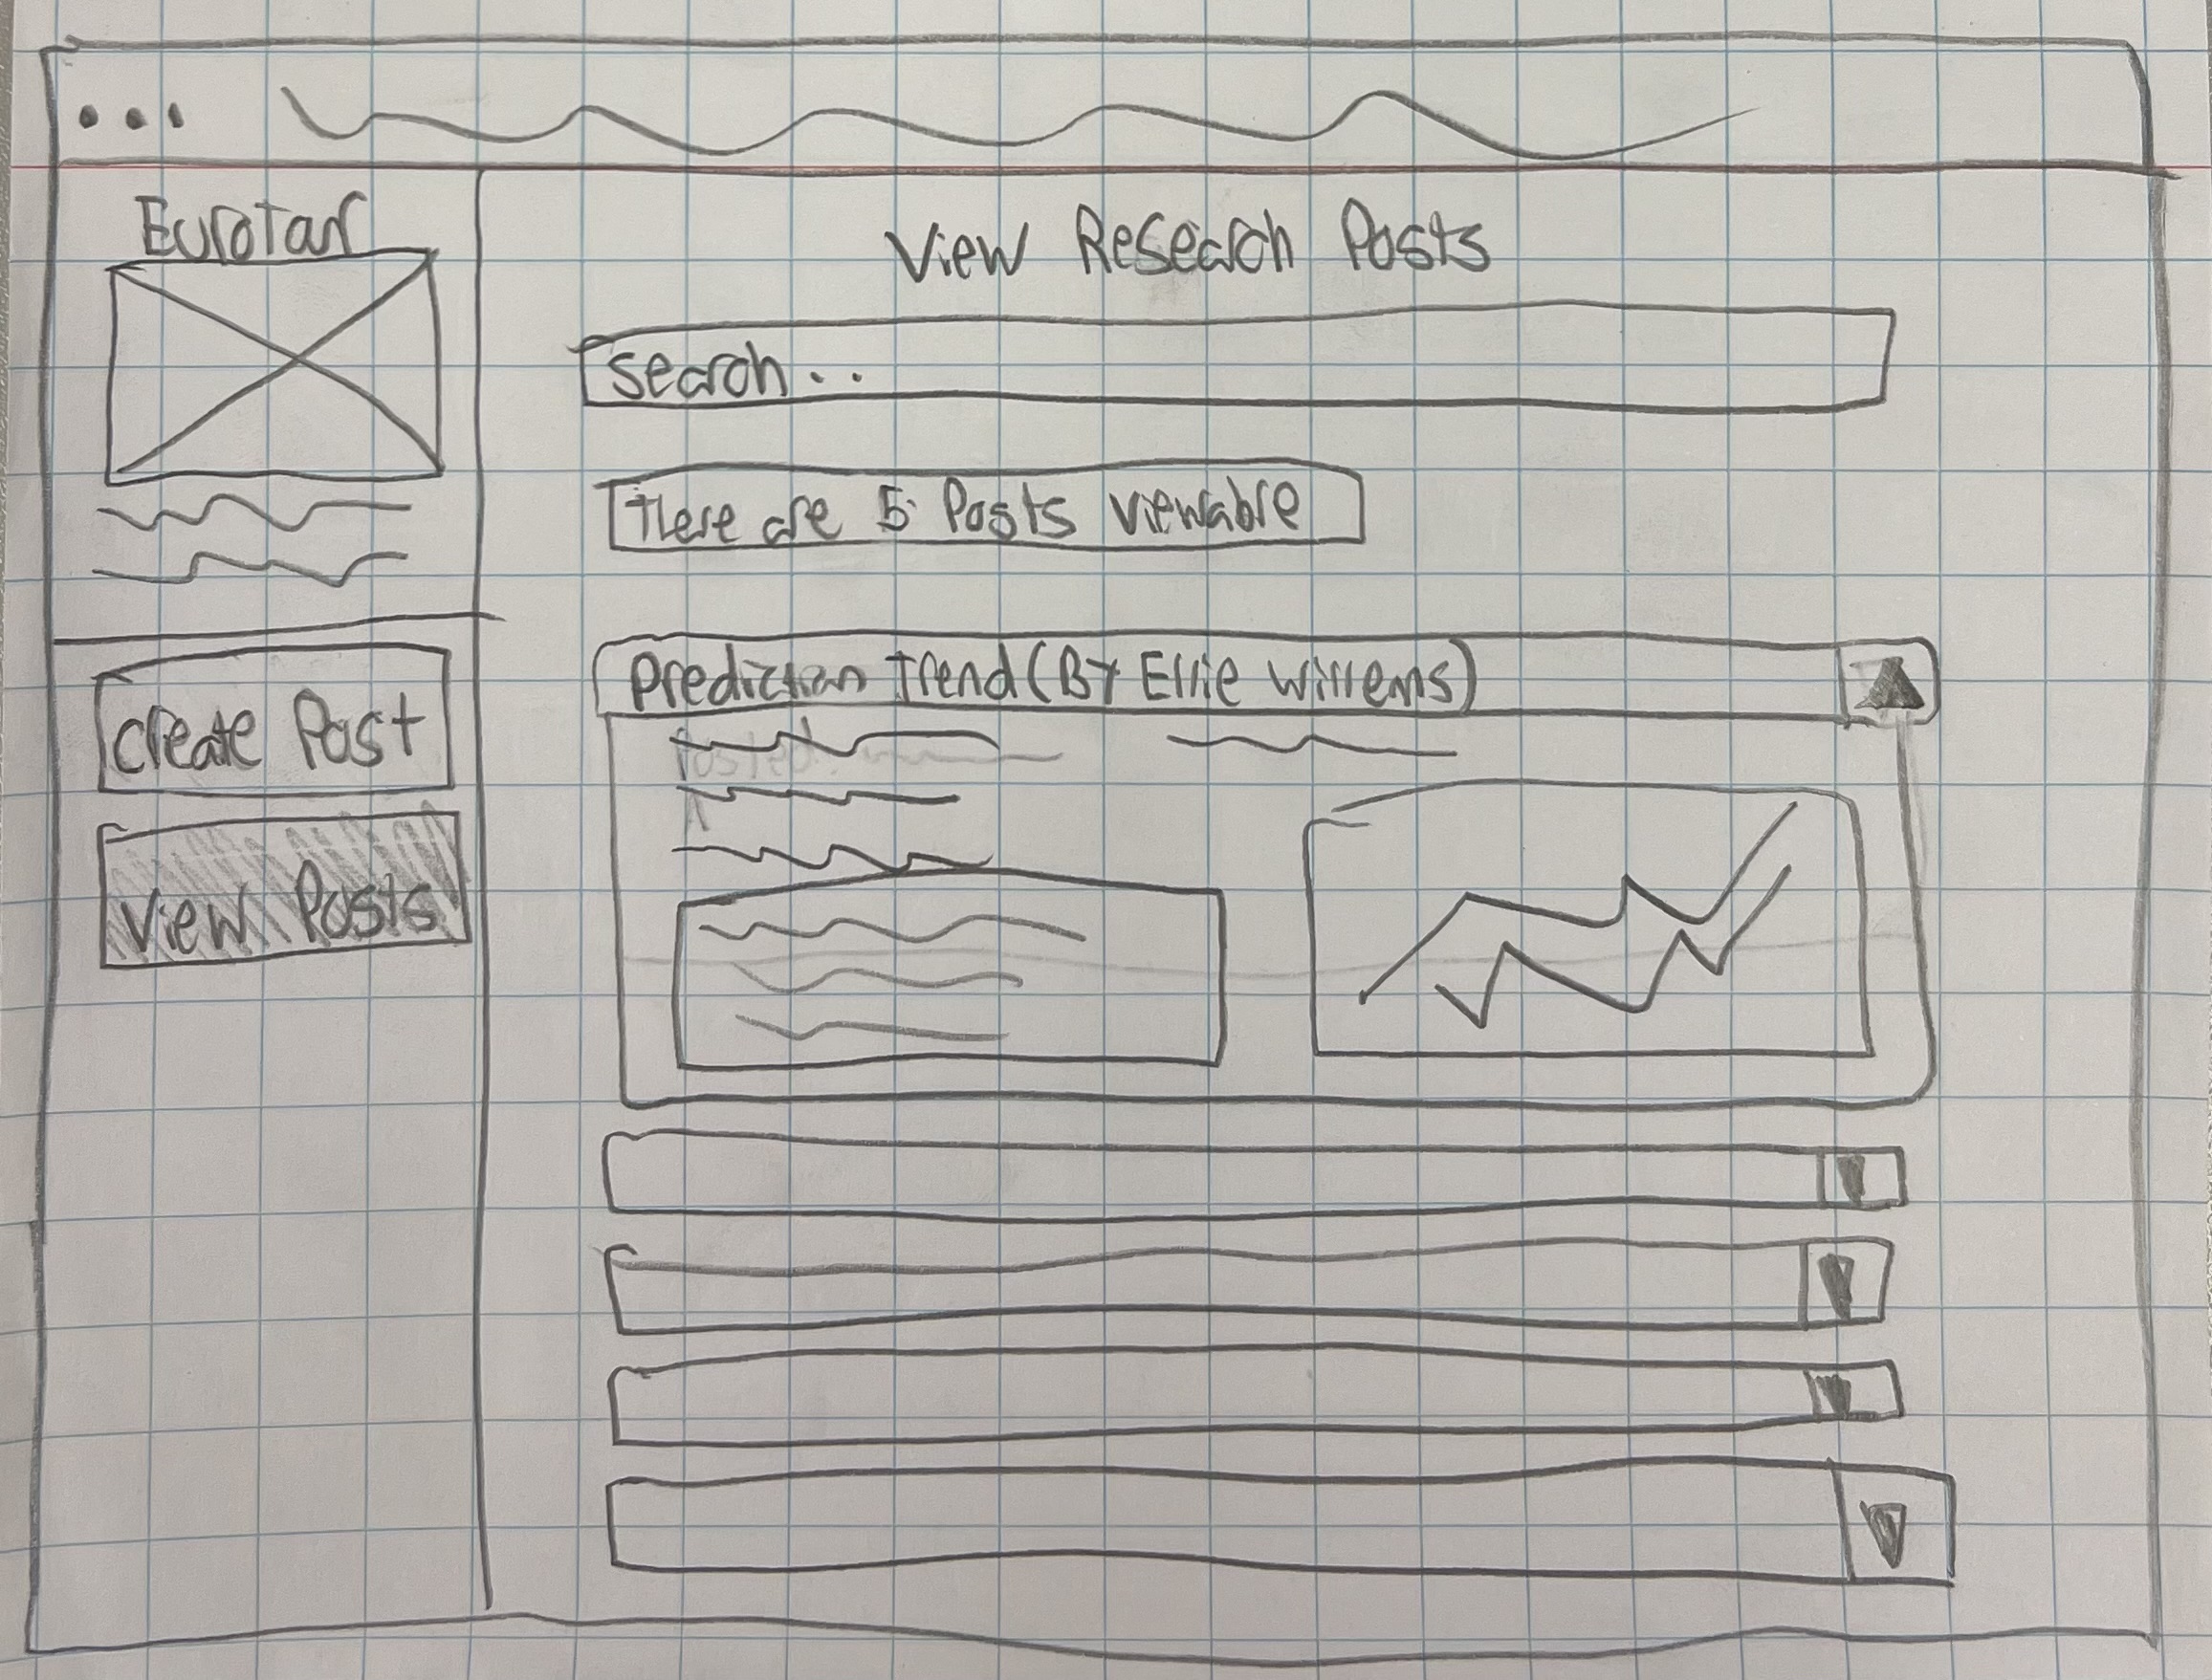 EuroTar
View Research Posts
search..
There are 5 Posts viewable
Create Post
View Posts
Prediction Trend (By Ellie Willems)
Posted: